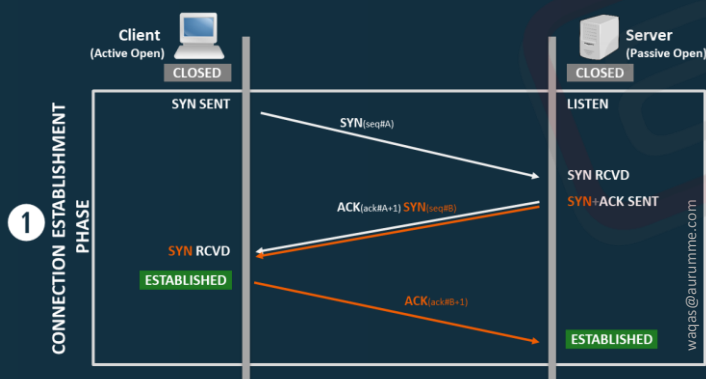 Client
(Active Open)
CLOSED
Server
(Passive Open)
CLOSED
1
CONNECTION ESTABLISHMENT
PHASE
SYN SENT
LISTEN
SYN(seq#A)
SYN RCVD
SYN+ACK SENT
ACK(ack#A+1) SYN(seq#B)
SYN RCVD
ESTABLISHED
ACK(ack#B+1)
ESTABLISHED
waqas@aurumme.com